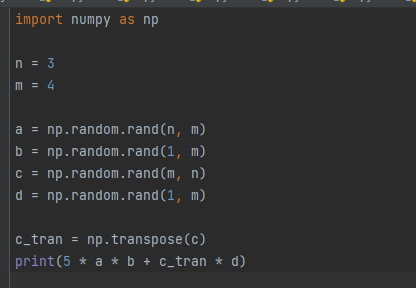 import numpy as np
n = 3
m = 4
a = np.random.rand(n, m)
b = np.random.rand(1, m)
c = np.random.rand(m, n)
d = np.random.rand(1, m)
c_tran = np.transpose(c)
print(5 * a * b + c_tran * d)